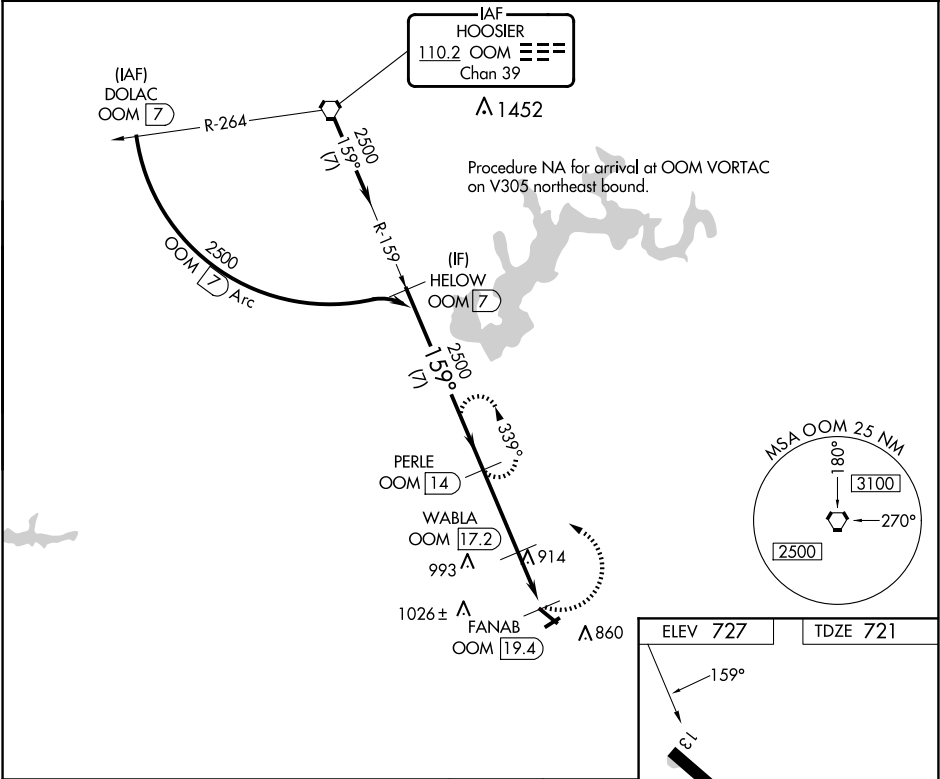 IAF
HOOSIER
110.2 OOM
Chan 39
(IAF)
DOLAC
OOM 7
R-264
1452
2500
159°
(7)
Procedure NA for arrival at OOM VORTAC
on V305 northeast bound.
R-159
2500
OOM 7 Arc
(IF)
HELOW
OOM 7
2500
159°
(7)
339°
PERLE
OOM 14
WABLA
OOM 17.2
993
914
1026±
FANAB
OOM 19.4
860
MSA OOM 25 NM
180°
3100
270°
2500
ELEV 727
TDZE 721
159°
13